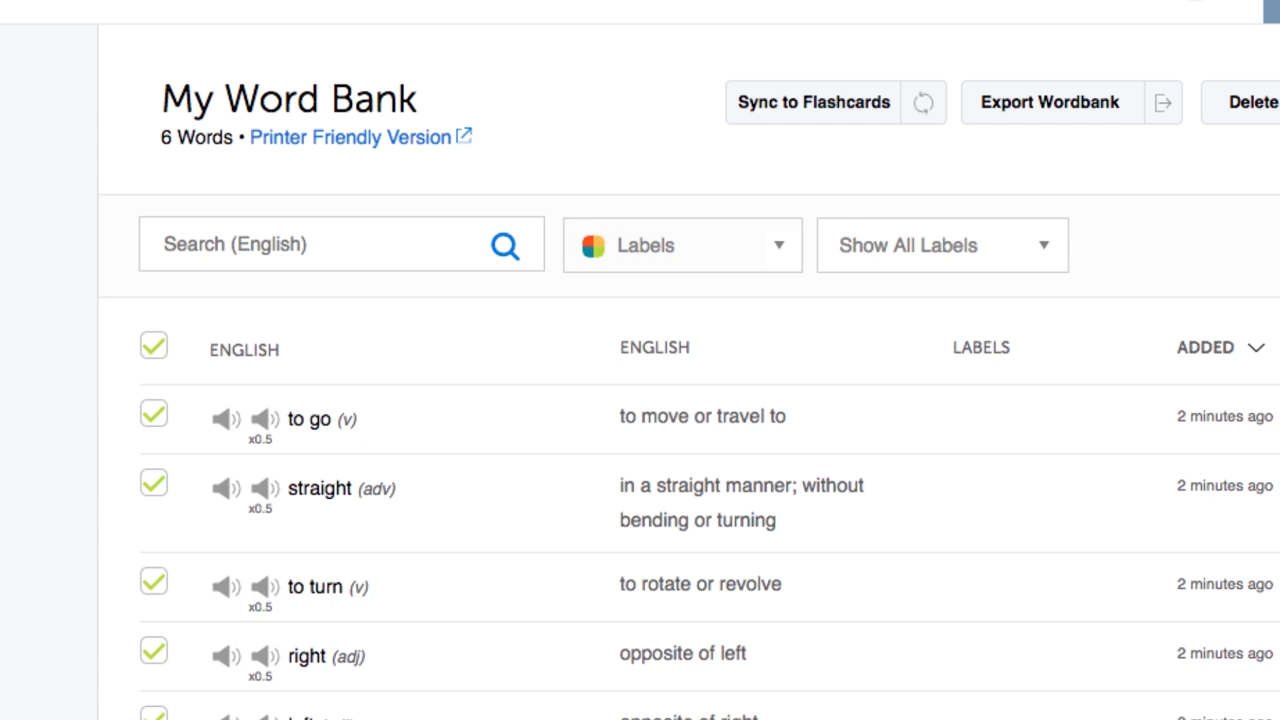 My Word Bank
6 Words • Printer Friendly Version
Sync to Flashcards
Export Wordbank
Delete
Search (English)
Labels
Show All Labels
ENGLISH ENGLISH LABELS ADDED
to go (v) to move or travel to 2 minutes ago
x0.5
straight (adv) in a straight manner; without 2 minutes ago
x0.5
bending or turning
to turn (v) to rotate or revolve 2 minutes ago
x0.5
right (adj) opposite of left 2 minutes ago
x0.5
opposite of right